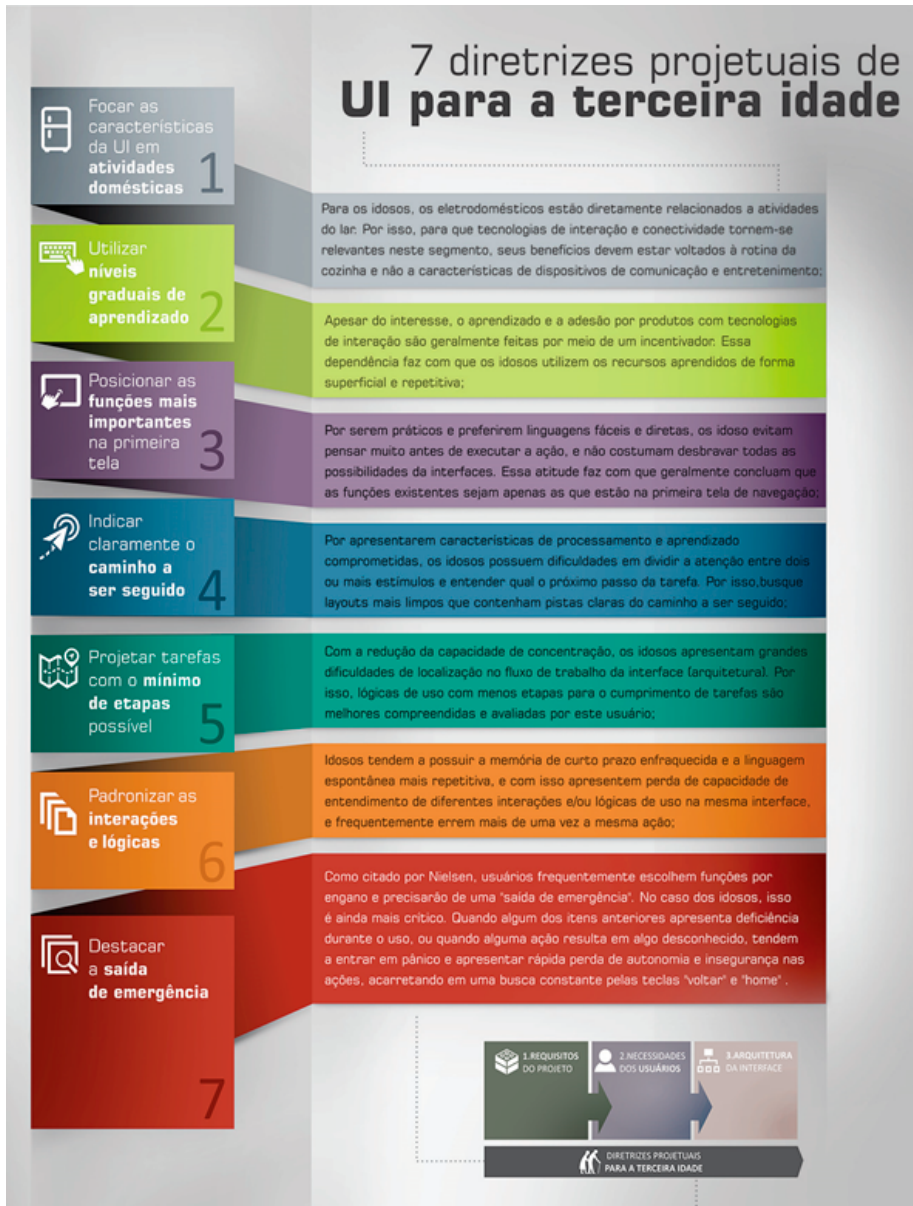 7 diretrizes projetuais de
UI para a terceira idade
Focar as
características
da UI em
atividades
domésticas
1
Para os idosos, os eletrodomésticos estão diretamente relacionados a atividades
do lar. Por isso, para que tecnologias de interação e conectividade tornem-se
relevantes neste segmento, seus benefícios devem estar voltados à rotina da
cozinha e não a características de dispositivos de comunicação e entretenimento;
Utilizar
níveis
graduais de
aprendizado
2
Apesar do interesse, o aprendizado e a adesão por produtos com tecnologias
de interação são geralmente feitas por meio de um incentivador. Essa
dependência faz com que os idosos utilizem os recursos aprendidos de forma
superficial e repetitiva;
Posicionar as
funções mais
importantes
na primeira
tela
3
Por serem práticos e preferirem linguagens fáceis e diretas, os idoso evitam
pensar muito antes de executar a ação, e não costumam desbravar todas as
possibilidades da interfaces. Essa atitude faz com que geralmente concluam que
as funções existentes sejam apenas as que estão na primeira tela de navegação;
Indicar
claramente o
caminho a
ser seguido
4
Por apresentarem características de processamento e aprendizado
comprometidas, os idosos possuem dificuldades em dividir a atenção entre dois
ou mais estímulos e entender qual o próximo passo da tarefa. Por isso,busque
layouts mais limpos que contenham pistas claras do caminho a ser seguido;
Projetar tarefas
com o mínimo
de etapas
possível
5
Com a redução da capacidade de concentração, os idosos apresentam grandes
dificuldades de localização no fluxo de trabalho da interface (arquitetura). Por
isso, lógicas de uso com menos etapas para o cumprimento de tarefas são
melhores compreendidas e avaliadas por este usuário;
Padronizar as
interações
e lógicas
6
Idosos tendem a possuir a memória de curto prazo enfraquecida e a linguagem
espontânea mais repetitiva, e com isso apresentem perda de capacidade de
entendimento de diferentes interações e/ou lógicas de uso na mesma interface,
e frequentemente errem mais de uma vez a mesma ação;
Destacar
a saída
de emergência
7
Como citado por Nielsen, usuários frequentemente escolhem funções por
engano e precisarão de uma "saída de emergência". No caso dos idosos, isso
é ainda mais crítico. Quando algum dos itens anteriores apresenta deficiência
durante o uso, ou quando alguma ação resulta em algo desconhecido, tendem
a entrar em pânico e apresentar rápida perda de autonomia e insegurança nas
ações, acarretando em uma busca constante pelas teclas "voltar" e "home" .
1.REQUISITOS
DO PROJETO
2.NECESSIDADES
DOS USUÁRIOS
3.ARQUITETURA
DA INTERFACE
DIRETRIZES PROJETUAIS
PARA A TERCEIRA IDADE